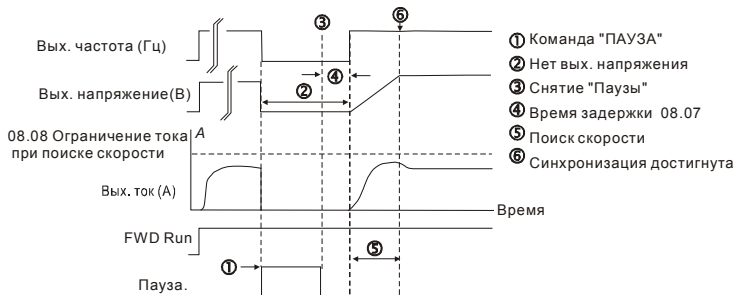 ③ ⑥
Вых. частота (Гц)
④
②
Вых. напряжение(В)
08.08 Ограничение тока A
при поиске скорости
Вых. ток (А)
Время
FWD Run
⑤
①
Пауза.
① Команда "ПАУЗА"
② Нет вых. напряжения
③ Снятие "Паузы"
④ Время задержки 08.07
⑤ Поиск скорости
⑥ Синхронизация достигнута